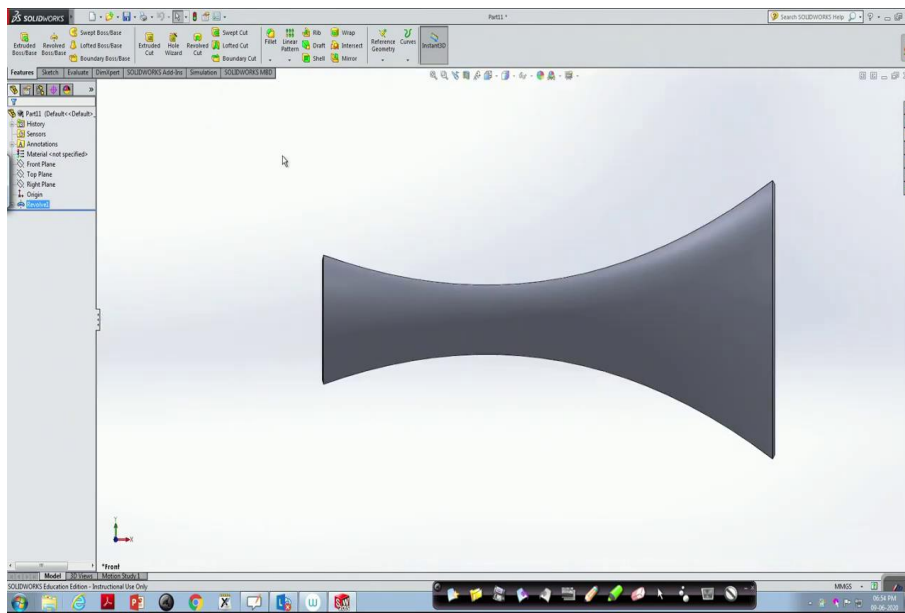 SOLIDWORKS
Part11 *
Search SOLIDWORKS Help
Extruded Boss/Base
Revolved Boss/Base
Swept Boss/Base
Lofted Boss/Base
Boundary Boss/Base
Extruded Cut
Hole Wizard
Revolved Cut
Swept Cut
Lofted Cut
Boundary Cut
Fillet
Linear Pattern
Rib
Draft
Shell
Wrap
Intersect
Mirror
Reference Geometry
Curves
Instant3D
Features Sketch Evaluate DimXpert SOLIDWORKS Add-Ins Simulation SOLIDWORKS MBD
Part11 (Default<<Default>_
History
Sensors
Annotations
Material <not specified>
Front Plane
Top Plane
Right Plane
Origin
Revolve1
Y
X
*Front
Model 3D Views Motion Study 1
SOLIDWORKS Education Edition - Instructional Use Only
MMGS
06:54 PM
09-06-2020